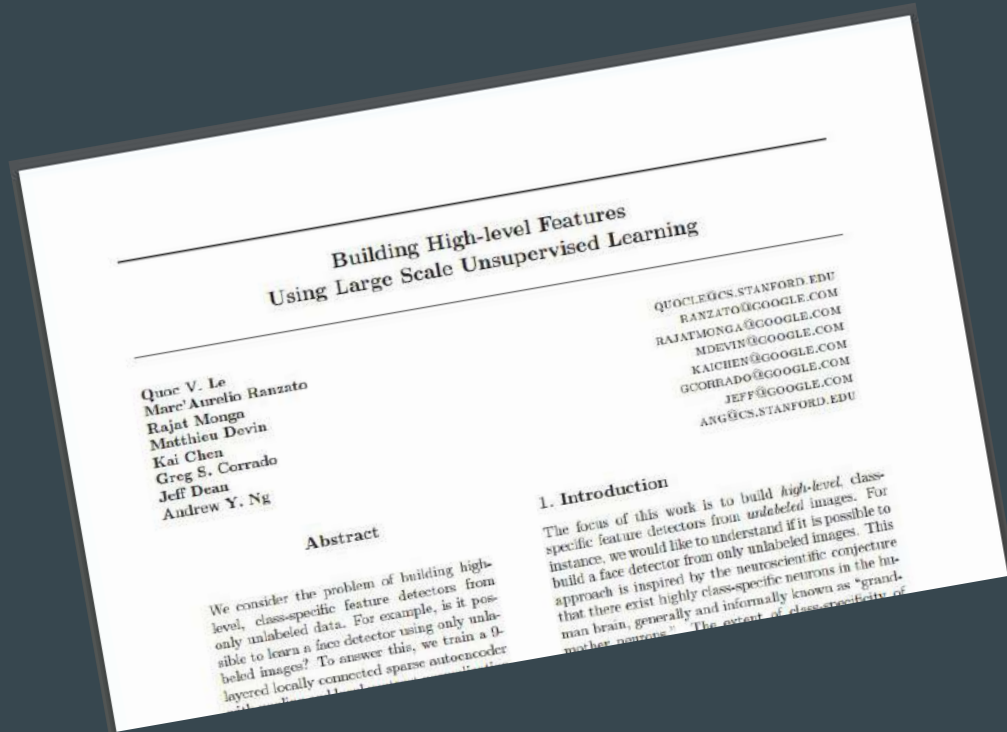 Building High-level Features
Using Large Scale Unsupervised Learning
Quoc V. Le
Marc'Aurelio Ranzato
Rajat Monga
Matthieu Devin
Kai Chen
Greg S. Corrado
Jeff Dean
Andrew Y. Ng
QUOCLE@CS.STANFORD.EDU
RANZATO@GOOGLE.COM
RAJATMONGA@GOOGLE.COM
MDEVIN@GOOGLE.COM
KAICHEN@GOOGLE.COM
GCORRADO@GOOGLE.COM
JEFF@GOOGLE.COM
ANG@CS.STANFORD.EDU
Abstract
We consider the problem of building high-
level, class-specific feature detectors from
only unlabeled data. For example, is it pos-
sible to learn a face detector using only unla-
beled images? To answer this, we train a 9-
layered locally connected sparse autoencoder
1. Introduction
The focus of this work is to build high-level, class-
specific feature detectors from unlabeled images. For
instance, we would like to understand if it is possible to
build a face detector from only unlabeled images. This
approach is inspired by the neuroscientific conjecture
that there exist highly class-specific neurons in the hu-
man brain, generally and informally known as “grand-
mother neurons.” The extent of class-specificity of